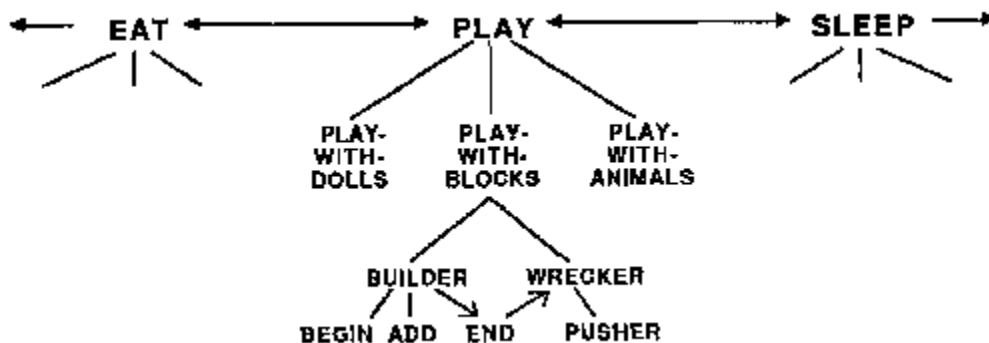 EAT PLAY SLEEP
PLAY- PLAY- PLAY-
WITH- WITH- WITH-
DOLLS BLOCKS ANIMALS
BUILDER WRECKER
BEGIN ADD END PUSHER